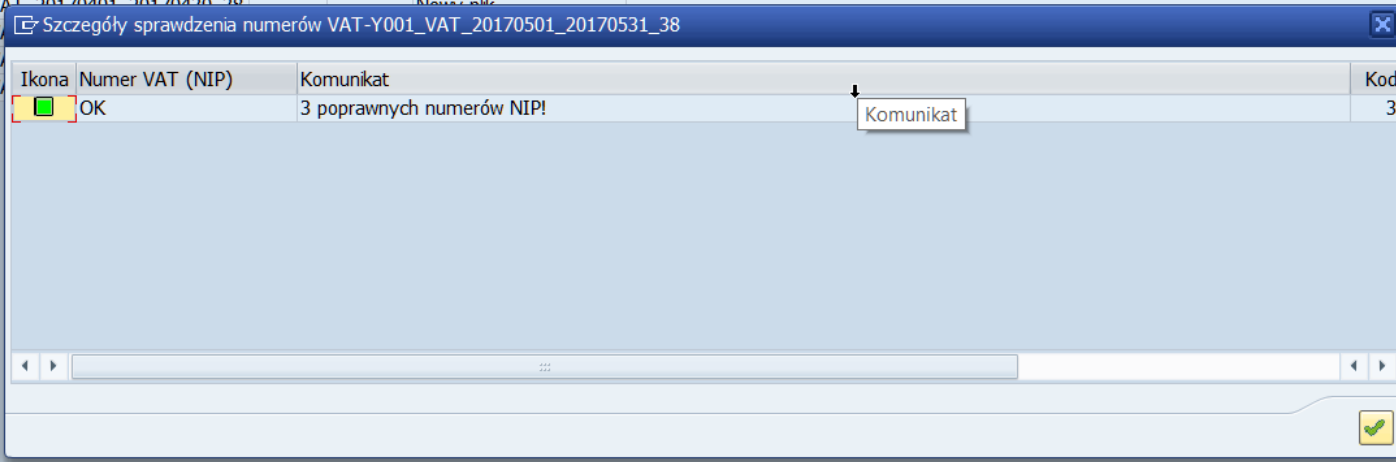 Szczegóły sprawdzenia numerów VAT-Y001_VAT_20170501_20170531_38
Ikona Numer VAT (NIP) Komunikat Kod
OK 3 poprawnych numerów NIP! 3
Komunikat